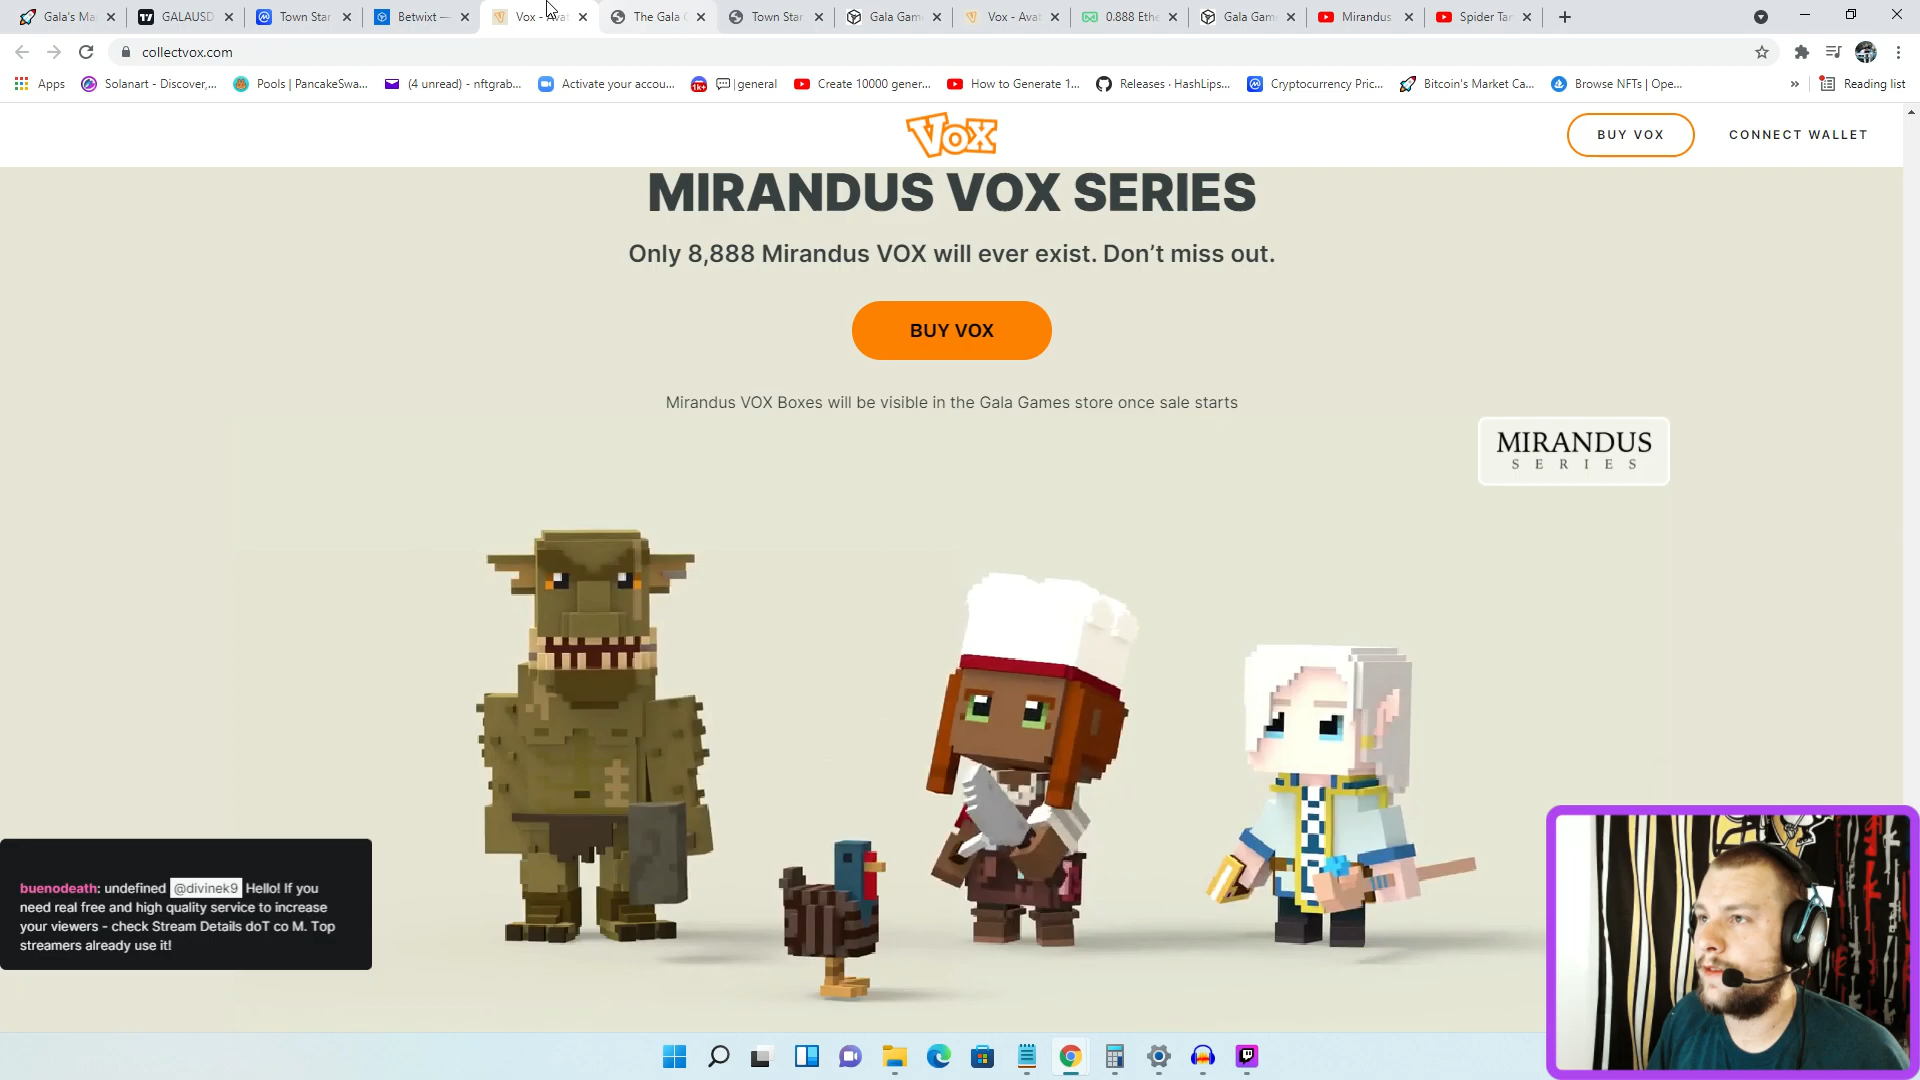 Gala's Ma
GALAUSD
Town Star
Betwixt —
Vox - Avat
The Gala G
Town Star
Gala Game
Vox - Avat
0.888 Ethe
Gala Game
Mirandus
Spider Tan
collectvox.com
Apps
Solanart - Discover,...
Pools | PancakeSwa...
(4 unread) - nftgrab...
Activate your accou...
1K+
general
Create 10000 gener...
How to Generate 1...
Releases · HashLips...
Cryptocurrency Pric...
Bitcoin's Market Ca...
Browse NFTs | Ope...
»
Reading list
VOX
BUY VOX
CONNECT WALLET
MIRANDUS VOX SERIES
Only 8,888 Mirandus VOX will ever exist. Don't miss out.
BUY VOX
Mirandus VOX Boxes will be visible in the Gala Games store once sale starts
MIRANDUS
SERIES
buenodeath: undefined @divinek9 Hello! If you
need real free and high quality service to increase
your viewers - check Stream Details doT co M. Top
streamers already use it!